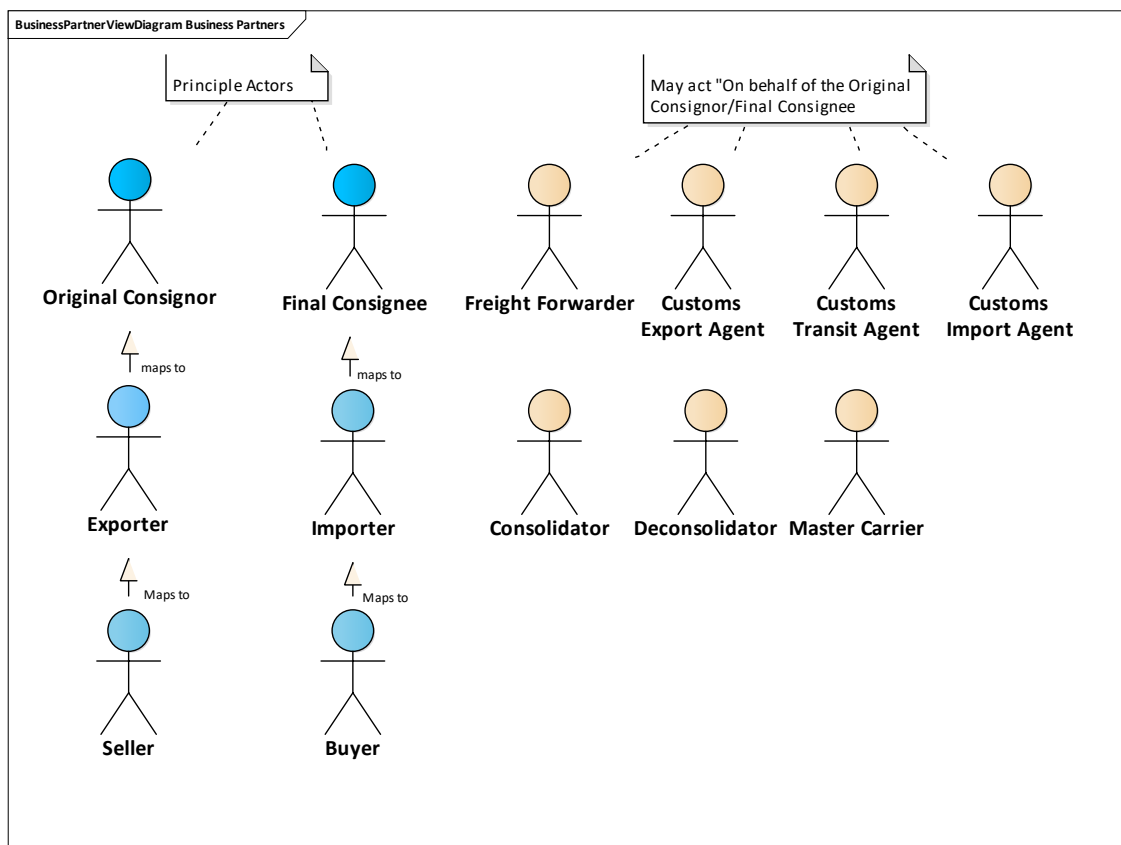 BusinessPartnerViewDiagram Business Partners
Principle Actors
May act "On behalf of the Original
Consignor/Final Consignee
Original Consignor
Final Consignee
Freight Forwarder
Customs
Export Agent
Customs
Transit Agent
Customs
Import Agent
maps to
maps to
Exporter
Importer
Consolidator
Deconsolidator
Master Carrier
Maps to
Maps to
Seller
Buyer